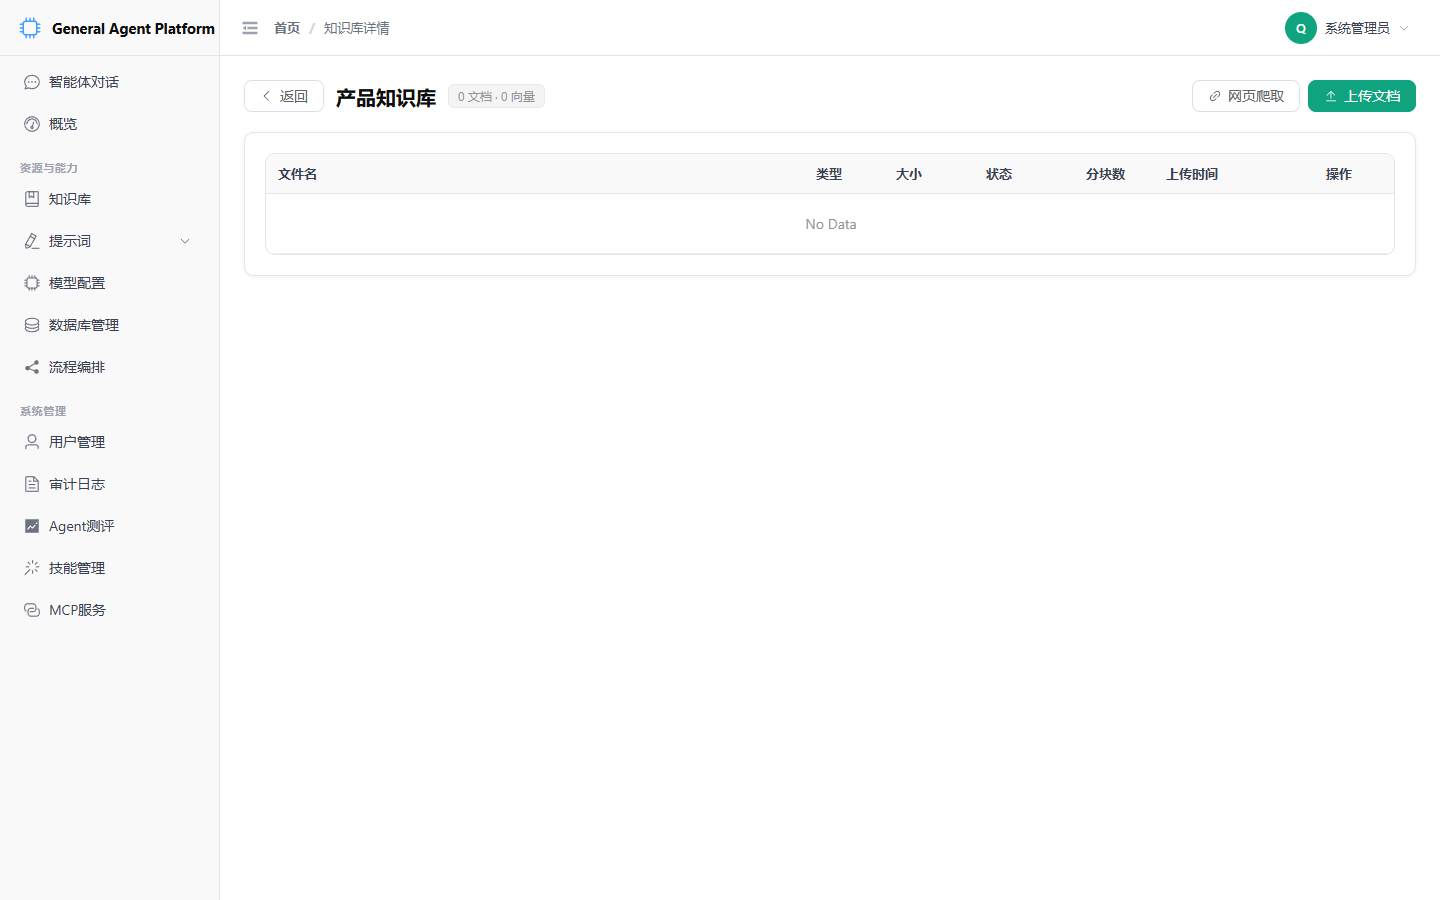 General Agent Platform
首页 / 知识库详情
Q 系统管理员
智能体对话
概览
资源与能力
知识库
提示词
模型配置
数据库管理
流程编排
系统管理
用户管理
审计日志
Agent测评
技能管理
MCP服务
返回 产品知识库 0 文档 · 0 向量
网页爬取 上传文档
文件名 类型 大小 状态 分块数 上传时间 操作
No Data